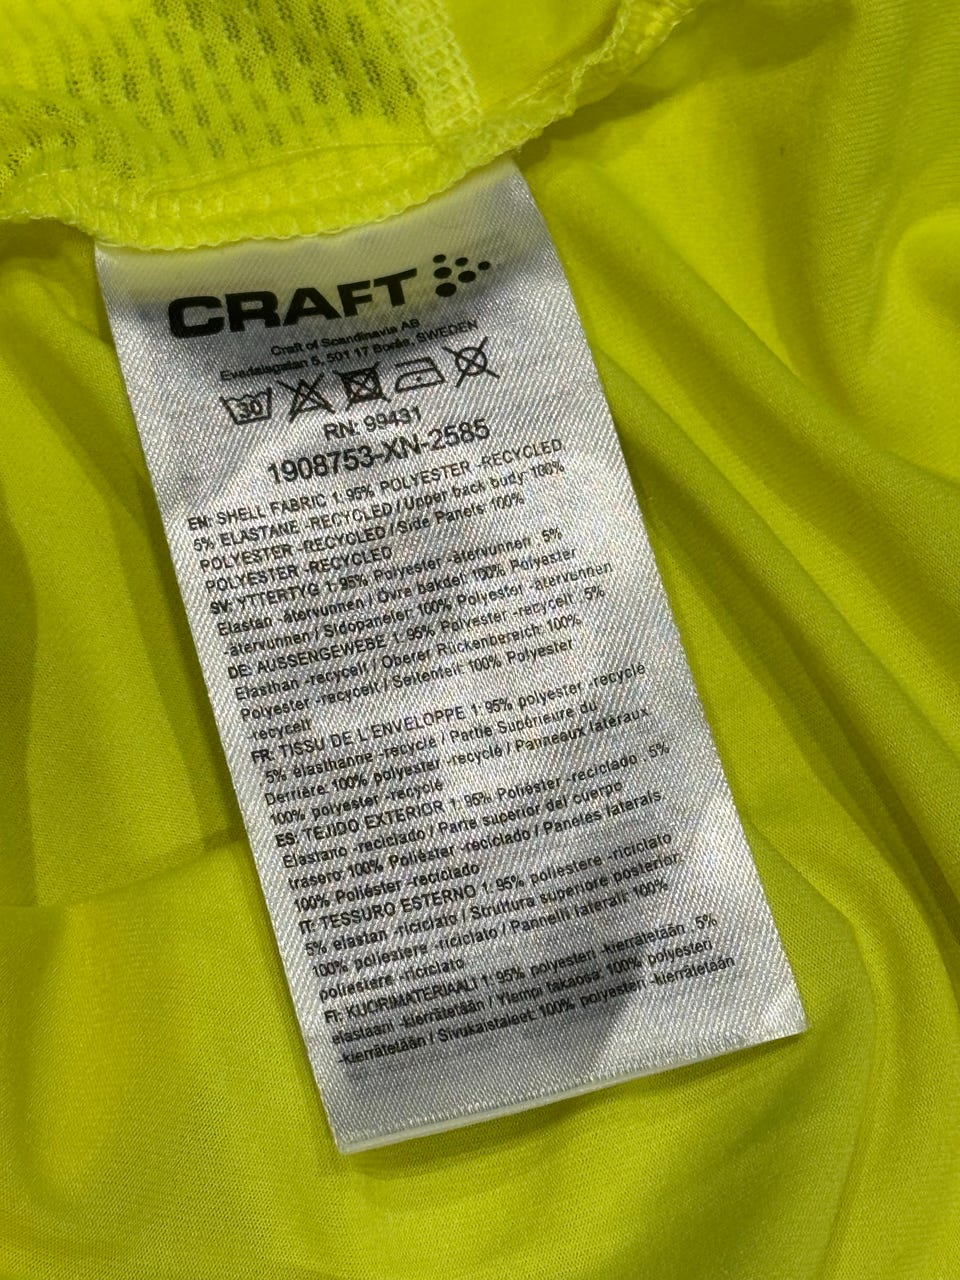 CRAFT
Craft of Scandinavia AB
Evedalsgatan 5, 501 17 Borås, SWEDEN
30
RN: 99431
1908753-XN-2585
EN: SHELL FABRIC 1: 95% POLYESTER -RECYCLED
5% ELASTANE -RECYCLED / Upper back body: 100%
POLYESTER -RECYCLED / Side Panels: 100%
POLYESTER -RECYCLED
SV: YTTERTYG 1: 95% Polyester -återvunnen . 5%
Elastan -återvunnen / Övre bakdel: 100% Polyester
-återvunnen / Sidopaneler: 100% Polyester -återvunnen
DE: AUSSENGEWEBE 1: 95% Polyester -recycelt . 5%
Elasthan -recycelt / Oberer Rückenbereich: 100%
Polyester -recycelt / Seitenteil: 100% Polyester
-recycelt
FR: TISSU DE L'ENVELOPPE 1: 95% polyester -recyclé
5% élasthanne -recyclé / Partie Supérieure du
Derrière: 100% polyester -recyclé / Panneaux latéraux:
100% polyester -recyclé
ES: TEJIDO EXTERIOR 1: 95% Poliéster -reciclado . 5%
Elastano -reciclado / Parte superior del cuerpo
trasero: 100% Poliéster -reciclado / Paneles laterals:
100% Poliéster -reciclado
IT: TESSURO ESTERNO 1: 95% poliestere -riciclato
5% elastan -riciclato / Struttura superiore posterior:
100% poliestere -riciclato / Pannelli laterali: 100%
poliestere -riciclato
FI: KUORIMATERIAALI 1: 95% polyesteri -kierrätetään . 5%
elastaani -kierrätetään / Ylempi takaosa: 100% polyesteri
-kierrätetään / Sivukaistaleet: 100% polyesteri -kierrätetään